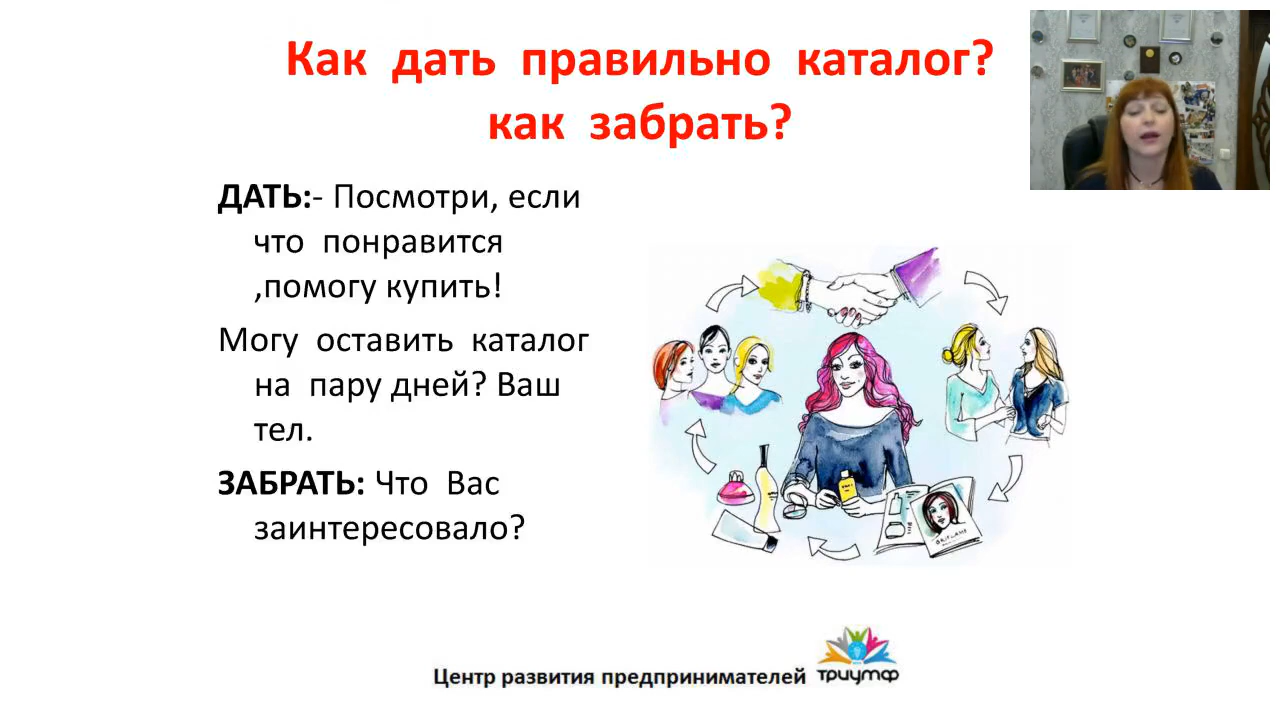 Как дать правильно каталог?
как забрать?
ДАТЬ:- Посмотри, если
что понравится
,помогу купить!
Могу оставить каталог
на пару дней? Ваш
тел.
ЗАБРАТЬ: Что Вас
заинтересовало?
ORIFLAME
Центр развития предпринимателей
триумф